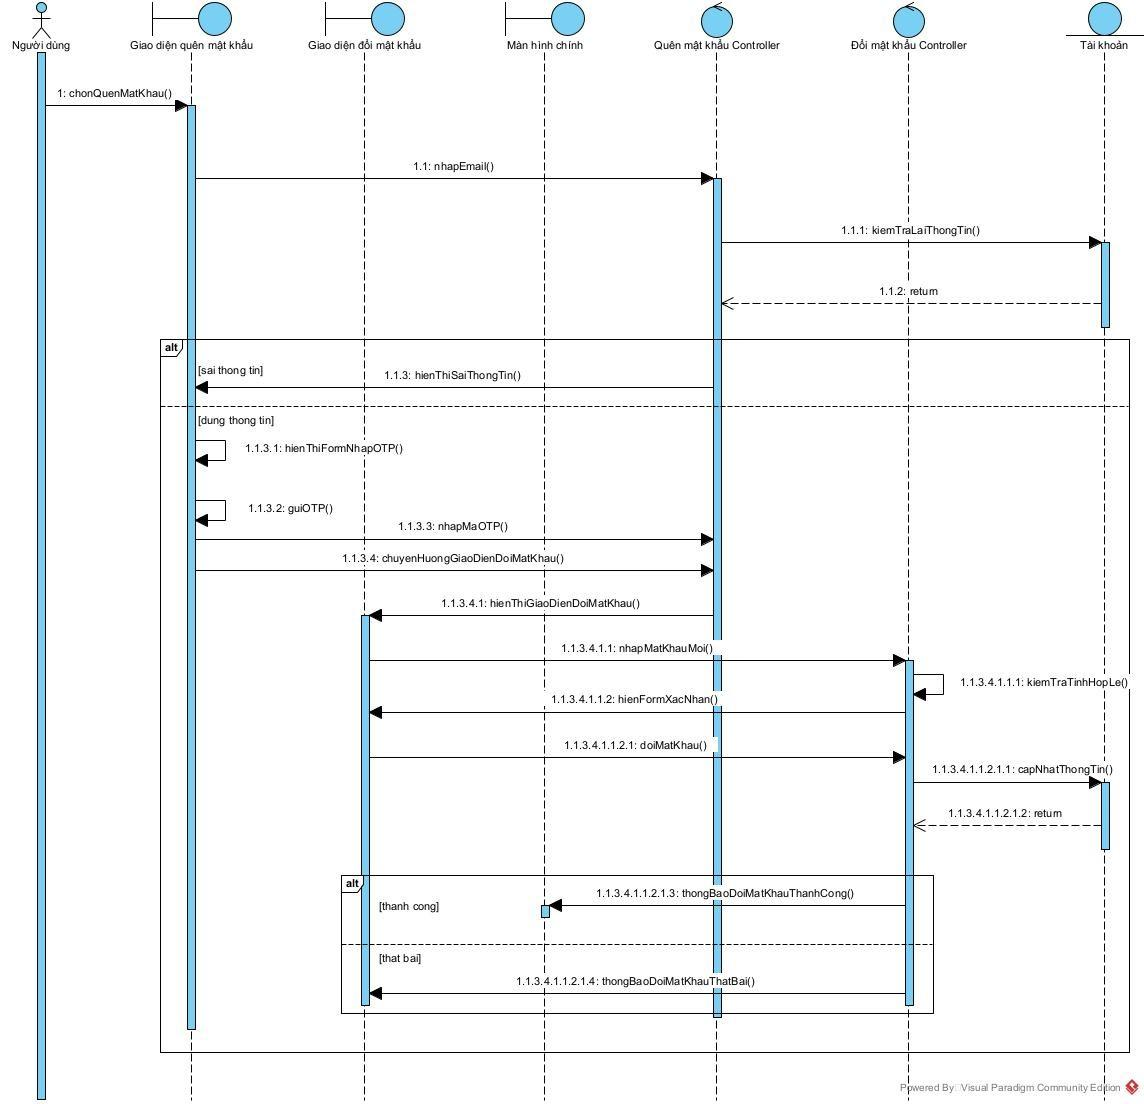 Người dùng
Giao diện quên mật khẩu
Giao diện đổi mật khẩu
Màn hình chính
Quên mật khẩu Controller
Đổi mật khẩu Controller
Tài khoản
1: chonQuenMatKhau()
1.1: nhapEmail()
1.1.1: kiemTraLaiThongTin()
1.1.2: return
alt
[sai thong tin]
1.1.3: hienThiSaiThongTin()
[dung thong tin]
1.1.3.1: hienThiFormNhapOTP()
1.1.3.2: guiOTP()
1.1.3.3: nhapMaOTP()
1.1.3.4: chuyenHuongGiaoDienDoiMatKhau()
1.1.3.4.1: hienThiGiaoDienDoiMatKhau()
1.1.3.4.1.1: nhapMatKhauMoi()
1.1.3.4.1.1.1: kiemTraTinhHopLe()
1.1.3.4.1.1.2: hienFormXacNhan()
1.1.3.4.1.1.2.1: doiMatKhau()
1.1.3.4.1.1.2.1.1: capNhatThongTin()
1.1.3.4.1.1.2.1.2: return
alt
[thanh cong]
1.1.3.4.1.1.2.1.3: thongBaoDoiMatKhauThanhCong()
[that bai]
1.1.3.4.1.1.2.1.4: thongBaoDoiMatKhauThatBai()
Powered By Visual Paradigm Community Edition